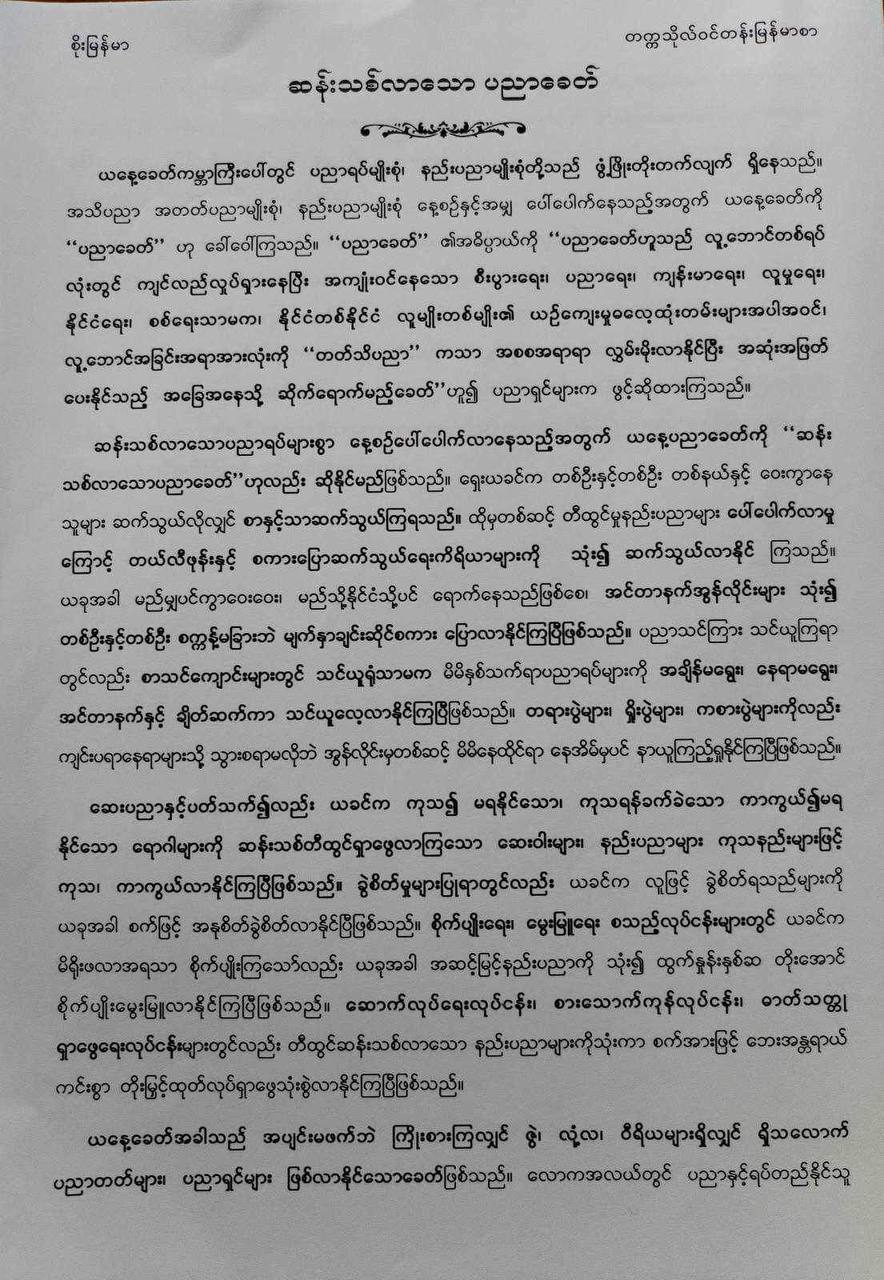 စိုးမြန်မာ
တက္ကသိုလ်ဝင်တန်းမြန်မာစာ
ဆန်းသစ်လာသော ပညာခေတ်
ယနေ့ခေတ်ကမ္ဘာကြီးပေါ်တွင် ပညာရပ်မျိုးစုံ၊ နည်းပညာမျိုးစုံတို့သည် ဖွံ့ဖြိုးတိုးတက်လျက် ရှိနေသည်။
အသိပညာ အတတ်ပညာမျိုးစုံ၊ နည်းပညာမျိုးစုံ နေ့စဉ်နှင့်အမျှ ပေါ်ပေါက်နေသည့်အတွက် ယနေ့ခေတ်ကို
“ပညာခေတ်” ဟု ခေါ်ဝေါ်ကြသည်။ “ပညာခေတ်” ၏အဓိပ္ပာယ်ကို “ပညာခေတ်ဟူသည် လူ့ဘောင်တစ်ရပ်
လုံးတွင် ကျင်လည်လှုပ်ရှားနေပြီး အကျုံးဝင်နေသော စီးပွားရေး၊ ပညာရေး၊ ကျန်းမာရေး၊ လူမှုရေး၊
နိုင်ငံရေး၊ စစ်ရေးသာမက၊ နိုင်ငံတစ်နိုင်ငံ လူမျိုးတစ်မျိုး၏ ယဉ်ကျေးမှုဓလေ့ထုံးတမ်းများအပါအဝင်၊
လူ့ဘောင်အခြင်းအရာအားလုံးကို “တတ်သိပညာ” ကသာ အစစအရာရာ လွှမ်းမိုးလာနိုင်ပြီး အဆုံးအဖြတ်
ပေးနိုင်သည့် အခြေအနေသို့ ဆိုက်ရောက်မည့်ခေတ်”ဟူ၍ ပညာရှင်များက ဖွင့်ဆိုထားကြသည်။
ဆန်းသစ်လာသောပညာရပ်များစွာ နေ့စဉ်ပေါ်ပေါက်လာနေသည့်အတွက် ယနေ့ပညာခေတ်ကို “ဆန်း
သစ်လာသောပညာခေတ်”ဟုလည်း ဆိုနိုင်မည်ဖြစ်သည်။ ရှေးယခင်က တစ်ဦးနှင့်တစ်ဦး တစ်နယ်နှင့် ဝေးကွာနေ
သူများ ဆက်သွယ်လိုလျှင် စာနှင့်သာဆက်သွယ်ကြရသည်။ ထိုမှတစ်ဆင့် တီထွင်မှုနည်းပညာများ ပေါ်ပေါက်လာမှု
ကြောင့် တယ်လီဖုန်းနှင့် စကားပြောဆက်သွယ်ရေးကိရိယာများကို သုံး၍ ဆက်သွယ်လာနိုင် ကြသည်။
ယခုအခါ မည်မျှပင်ကွာဝေးဝေး၊ မည်သို့နိုင်ငံသို့ပင် ရောက်နေသည်ဖြစ်စေ၊ အင်တာနက်အွန်လိုင်းများ သုံး၍
တစ်ဦးနှင့်တစ်ဦး စက္ကန့်မခြားဘဲ မျက်နှာချင်းဆိုင်စကား ပြောလာနိုင်ကြပြီဖြစ်သည်။ ပညာသင်ကြား သင်ယူကြရာ
တွင်လည်း စာသင်ကျောင်းများတွင် သင်ယူရုံသာမက မိမိနှစ်သက်ရာပညာရပ်များကို အချိန်မရွေး၊ နေရာမရွေး၊
အင်တာနက်နှင့် ချိတ်ဆက်ကာ သင်ယူလေ့လာနိုင်ကြပြီဖြစ်သည်။ တရားပွဲများ၊ ရှိုးပွဲများ၊ ကစားပွဲများကိုလည်း
ကျင်းပရာနေရာများသို့ သွားစရာမလိုဘဲ အွန်လိုင်းမှတစ်ဆင့် မိမိနေထိုင်ရာ နေအိမ်မှပင် နာယူကြည့်ရှုနိုင်ကြပြီဖြစ်သည်။
ဆေးပညာနှင့်ပတ်သက်၍လည်း ယခင်က ကုသ၍ မရနိုင်သော၊ ကုသရန်ခက်ခဲသော ကာကွယ်၍မရ
နိုင်သော ရောဂါများကို ဆန်းသစ်တီထွင်ရှာဖွေလာကြသော ဆေးဝါးများ၊ နည်းပညာများ ကုသနည်းများဖြင့်
ကုသ၊ ကာကွယ်လာနိုင်ကြပြီဖြစ်သည်။ ခွဲစိတ်မှုများပြုရာတွင်လည်း ယခင်က လူဖြင့် ခွဲစိတ်ရသည်များကို
ယခုအခါ စက်ဖြင့် အနုစိတ်ခွဲစိတ်လာနိုင်ပြီဖြစ်သည်။ စိုက်ပျိုးရေး၊ မွေးမြူရေး စသည့်လုပ်ငန်းများတွင် ယခင်က
မိရိုးဖလာအရသာ စိုက်ပျိုးကြသော်လည်း ယခုအခါ အဆင့်မြင့်နည်းပညာကို သုံး၍ ထွက်နှုန်းနှစ်ဆ တိုးအောင်
စိုက်ပျိုးမွေးမြူလာနိုင်ကြပြီဖြစ်သည်။ ဆောက်လုပ်ရေးလုပ်ငန်း၊ စားသောက်ကုန်လုပ်ငန်း၊ ဓာတ်သတ္တု
ရှာဖွေရေးလုပ်ငန်းများတွင်လည်း တီထွင်ဆန်းသစ်လာသော နည်းပညာများကိုသုံးကာ စက်အားဖြင့် ဘေးအန္တရာယ်
ကင်းစွာ တိုးမြှင့်ထုတ်လုပ်ရှာဖွေသုံးစွဲလာနိုင်ကြပြီဖြစ်သည်။
ယနေ့ခေတ်အခါသည် အပျင်းမဖက်ဘဲ ကြိုးစားကြလျှင် ဇွဲ၊ လုံ့လ၊ ဝီရိယများရှိလျှင် ရှိသလောက်
ပညာတတ်များ၊ ပညာရှင်များ ဖြစ်လာနိုင်သောခေတ်ဖြစ်သည်။ လောကအလယ်တွင် ပညာနှင့်ရပ်တည်နိုင်သူ